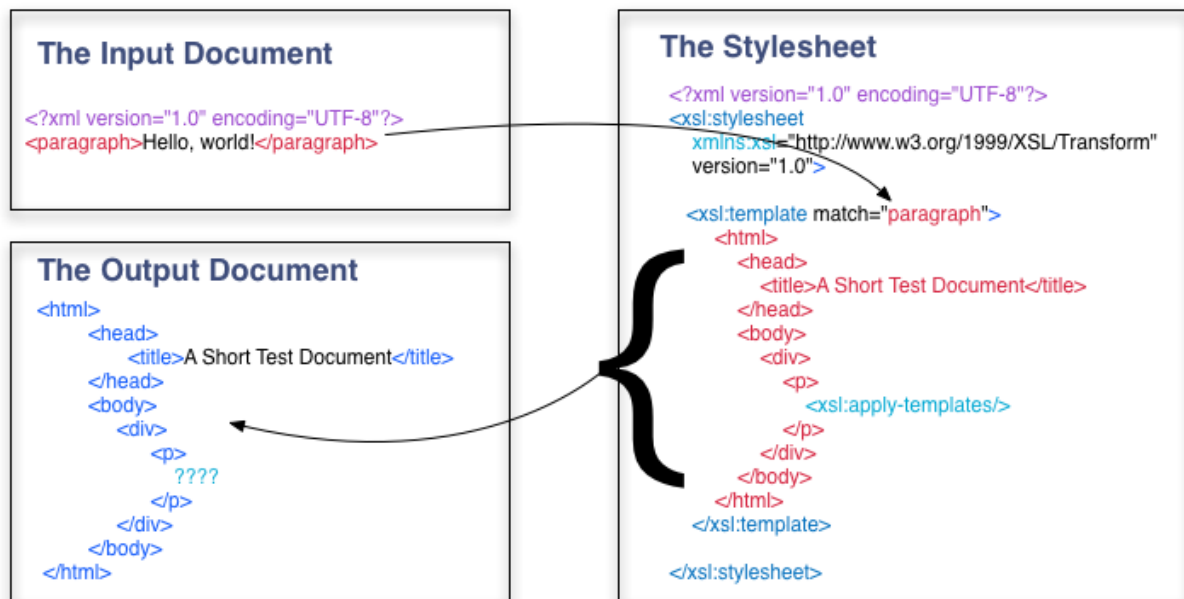 The Input Document
<?xml version="1.0" encoding="UTF-8"?>
<paragraph>Hello, world!</paragraph>
The Output Document
<html>
<head>
<title>A Short Test Document</title>
</head>
<body>
<div>
<p>
????
</p>
</div>
</body>
</html>
The Stylesheet
<?xml version="1.0" encoding="UTF-8"?>
<xsl:stylesheet
xmlns:xsl="http://www.w3.org/1999/XSL/Transform"
version="1.0">
<xsl:template match="paragraph">
<html>
<head>
<title>A Short Test Document</title>
</head>
<body>
<div>
<p>
<xsl:apply-templates/>
</p>
</div>
</body>
</html>
</xsl:template>
</xsl:stylesheet>